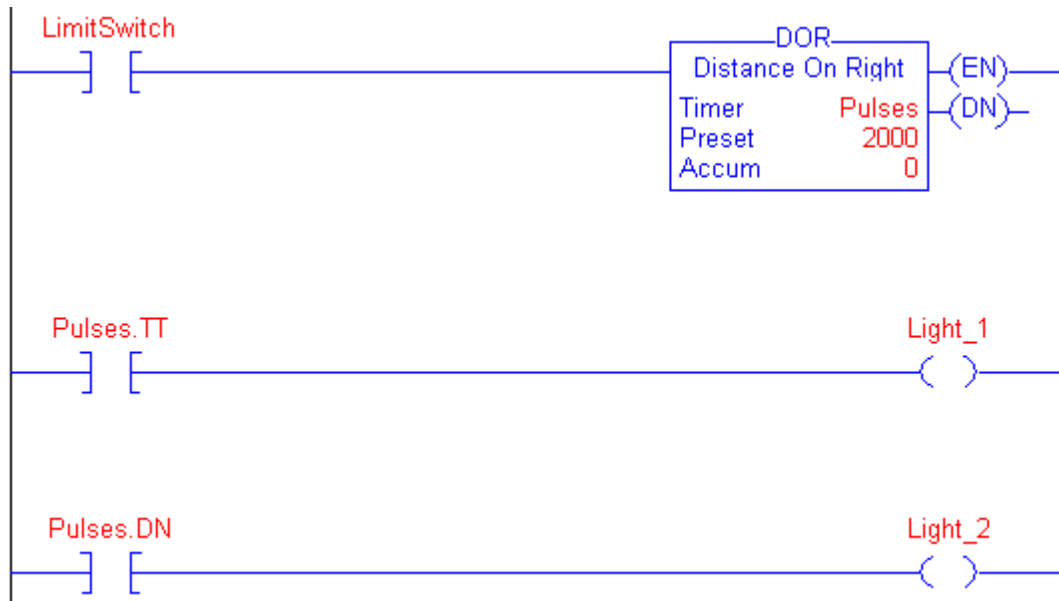 LimitSwitch
DOR
Distance On Right
EN
Timer Pulses
DN
Preset 2000
Accum 0
Pulses.TT
Light_1
Pulses.DN
Light_2